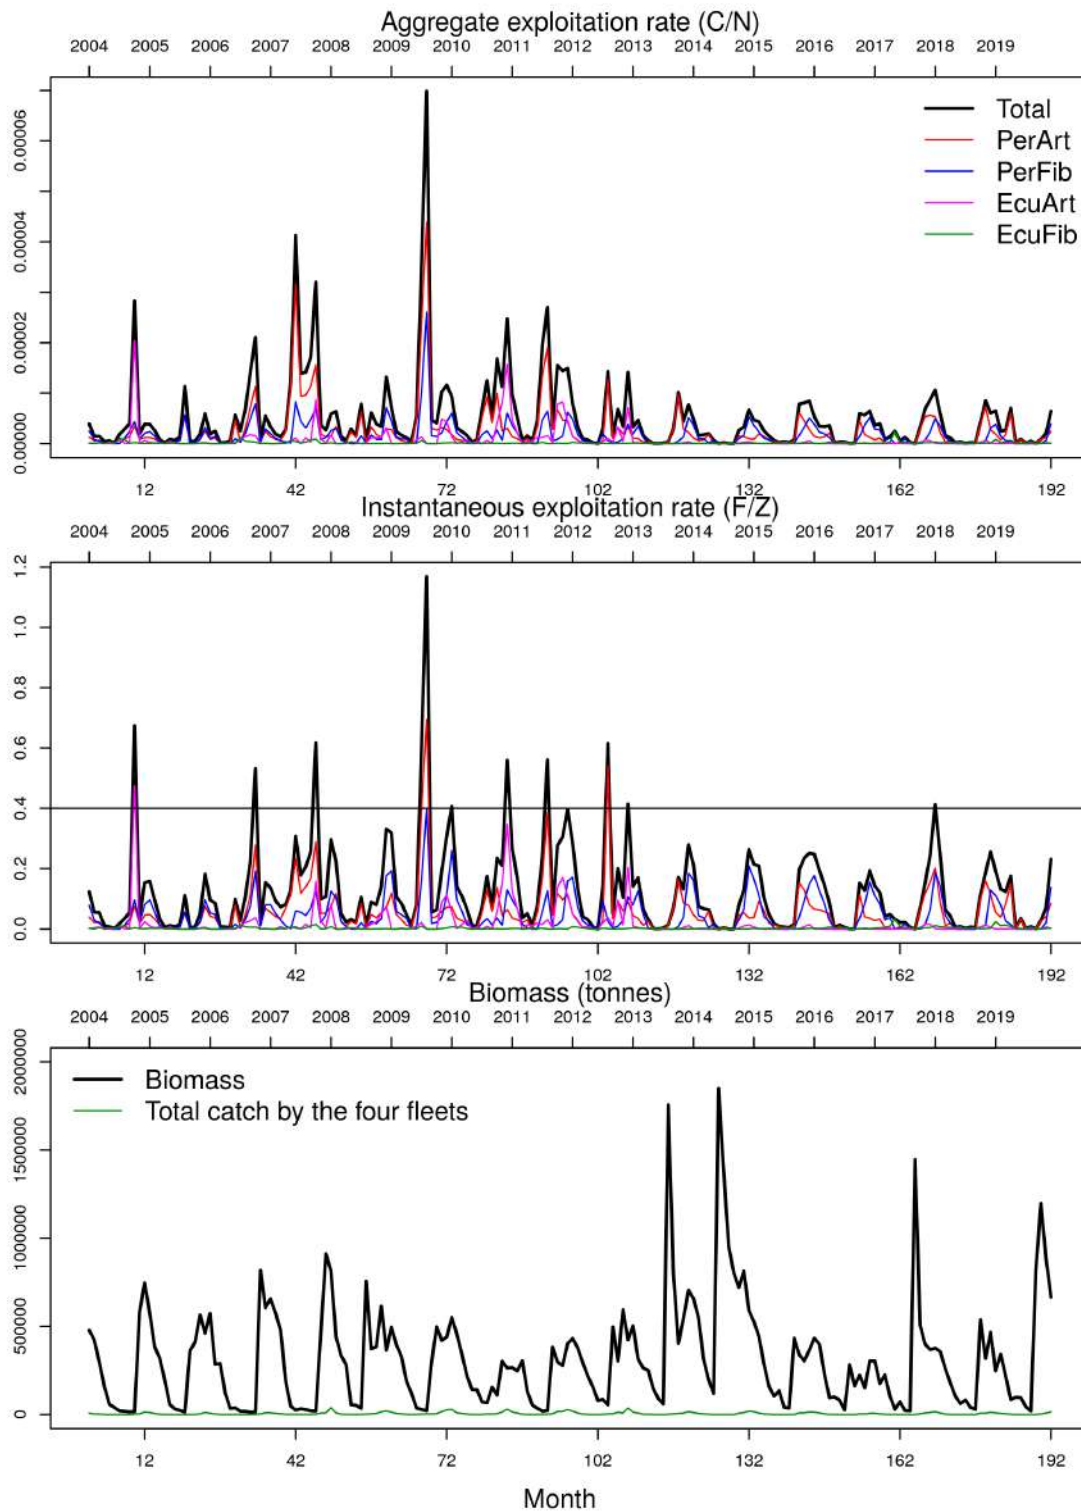 Aggregate exploitation rate (C/N)
2004 2005 2006 2007 2008 2009 2010 2011 2012 2013 2014 2015 2016 2017 2018 2019
0.00006
0.00004
0.00002
0.00000
Total
PerArt
PerFib
EcuArt
EcuFib
12 42 72 102 132 162 192
Instantaneous exploitation rate (F/Z)
2004 2005 2006 2007 2008 2009 2010 2011 2012 2013 2014 2015 2016 2017 2018 2019
1.2
1.0
0.8
0.6
0.4
0.2
0.0
12 42 72 102 132 162 192
Biomass (tonnes)
2004 2005 2006 2007 2008 2009 2010 2011 2012 2013 2014 2015 2016 2017 2018 2019
2000000
1500000
1000000
500000
0
Biomass
Total catch by the four fleets
12 42 72 102 132 162 192
Month